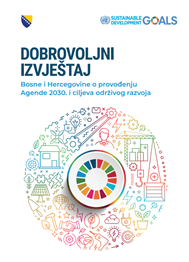 SUSTAINABLE
DEVELOPMENT
GOALS
DOBROVOLJNI
IZVJEŠTAJ
Bosne i Hercegovine o provođenju
Agende 2030. i ciljeva održivog razvoja